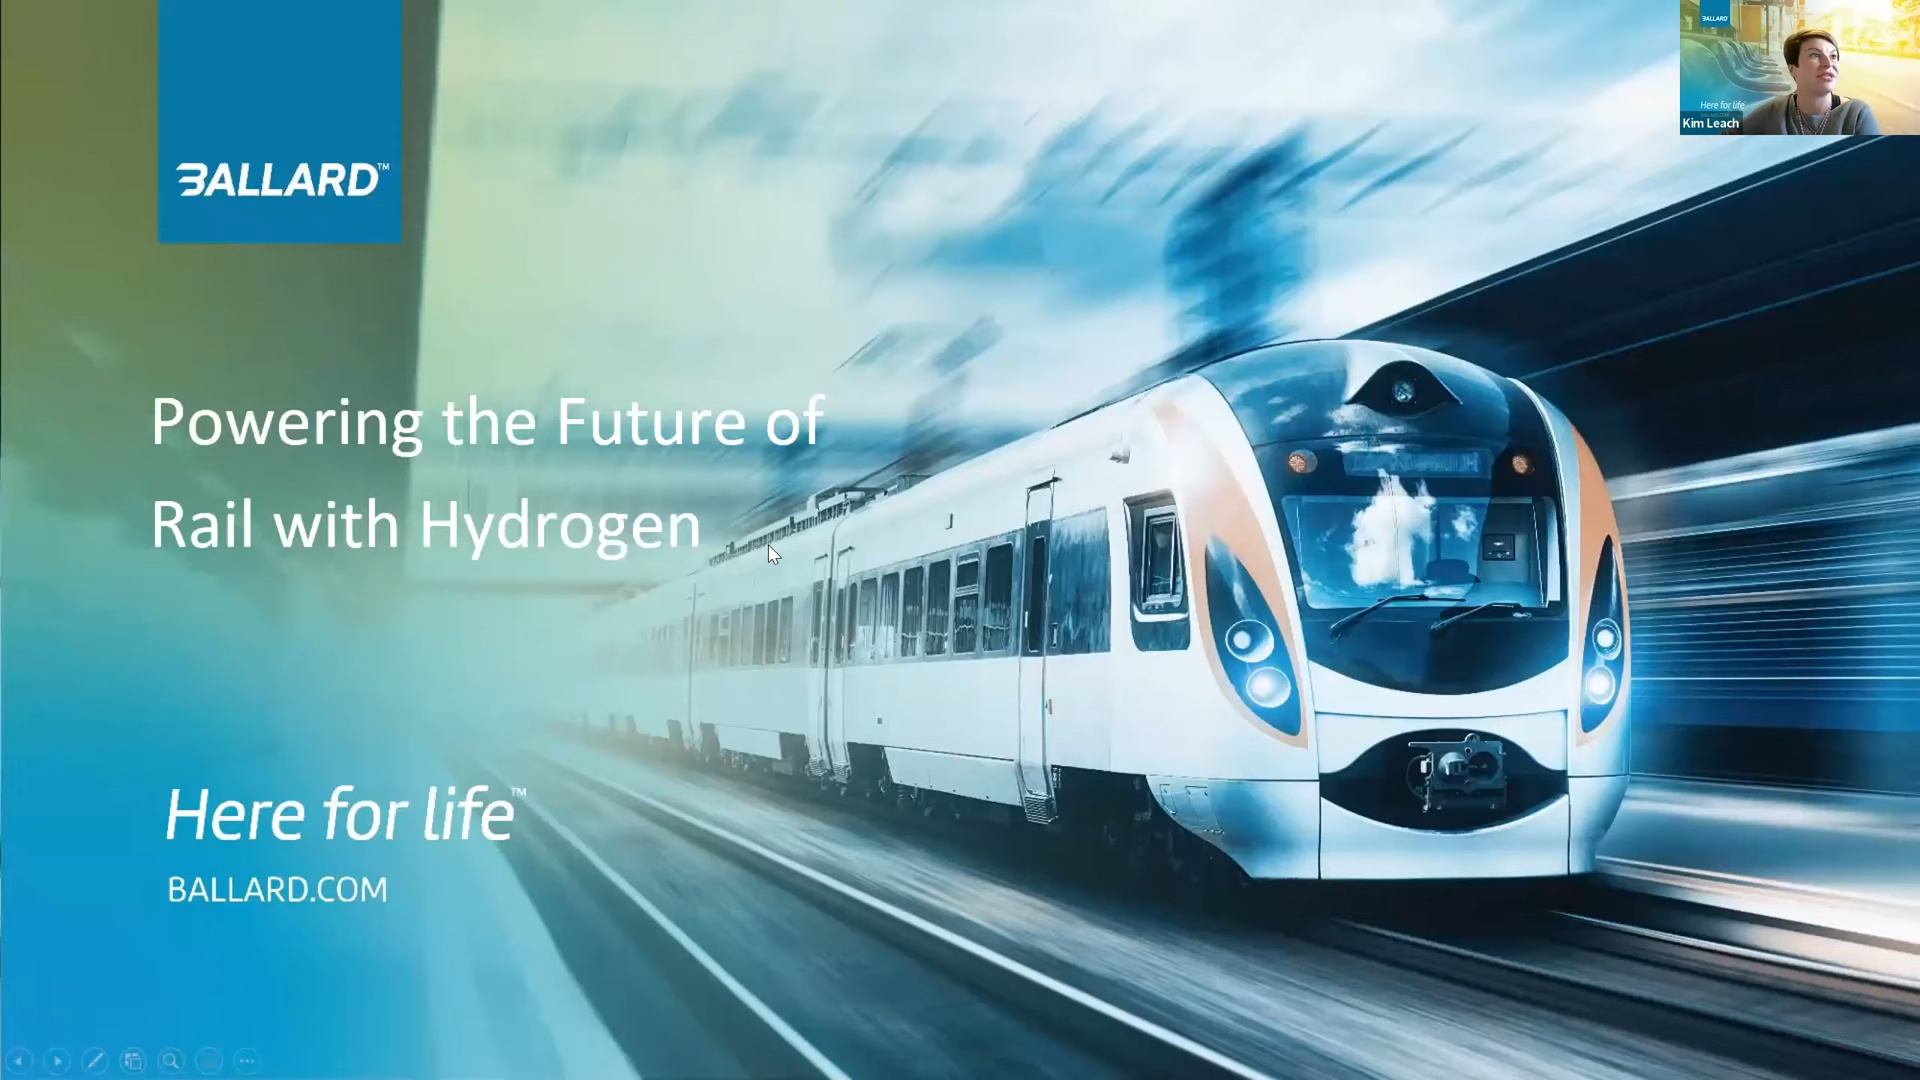 BALLARD™
Powering the Future of
Rail with Hydrogen
Here for life™
BALLARD.COM
BALLARD
Here for life
Kim Leach